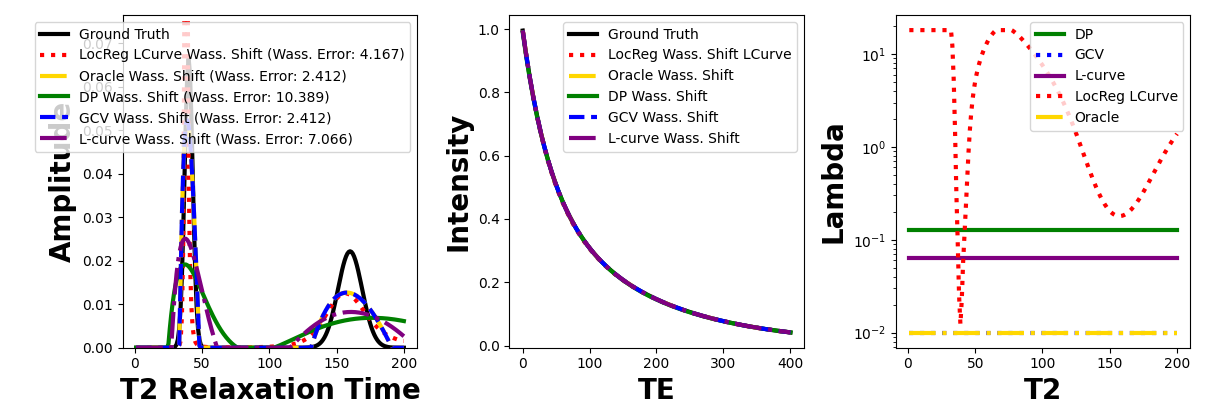 Ground Truth
LocReg LCurve Wass. Shift (Wass. Error: 4.167)
Oracle Wass. Shift (Wass. Error: 2.412)
DP Wass. Shift (Wass. Error: 10.389)
GCV Wass. Shift (Wass. Error: 2.412)
L-curve Wass. Shift (Wass. Error: 7.066)
Amplitude
0.07
0.06
0.05
0.04
0.03
0.02
0.01
0.00
0
50
100
150
200
T2 Relaxation Time
Ground Truth
LocReg Wass. Shift LCurve
Oracle Wass. Shift
DP Wass. Shift
GCV Wass. Shift
L-curve Wass. Shift
Intensity
1.0
0.8
0.6
0.4
0.2
0.0
0
100
200
300
400
TE
DP
GCV
L-curve
LocReg LCurve
Oracle
Lambda
10¹
10⁰
10⁻¹
10⁻²
0
50
100
150
200
T2